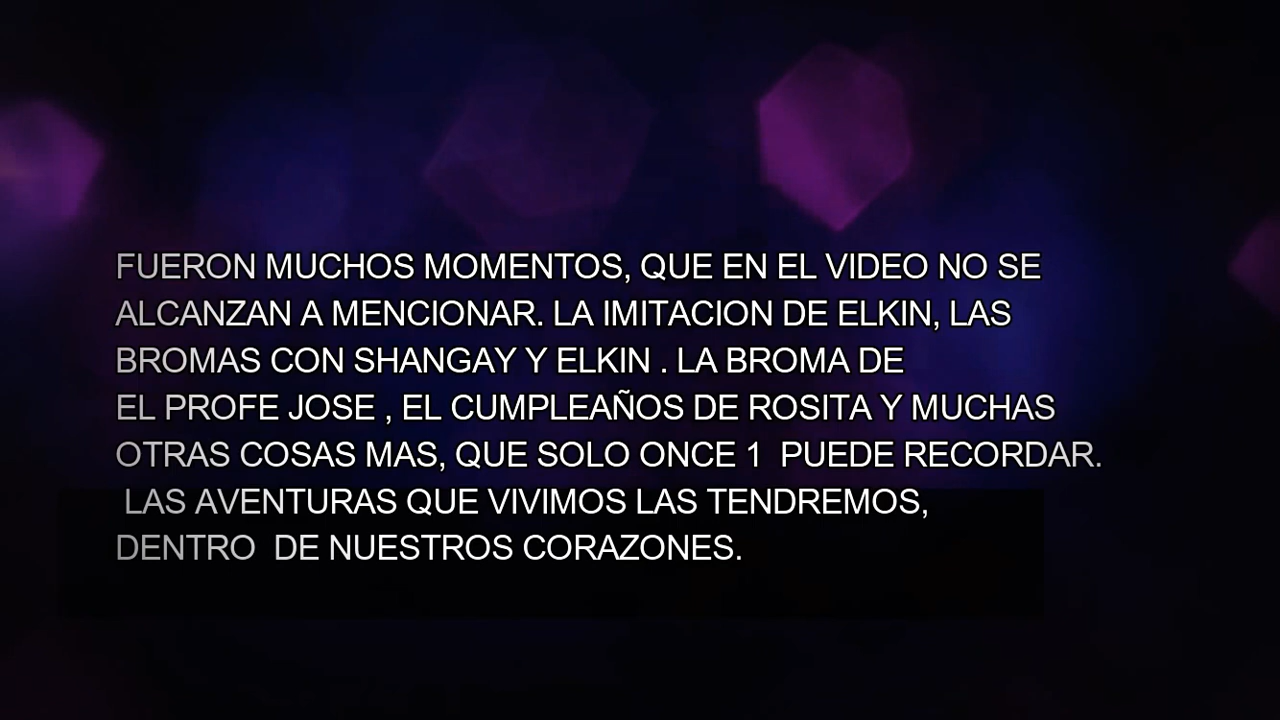 FUERON MUCHOS MOMENTOS, QUE EN EL VIDEO NO SE
ALCANZAN A MENCIONAR. LA IMITACION DE ELKIN, LAS
BROMAS CON SHANGAY Y ELKIN . LA BROMA DE
EL PROFE JOSE , EL CUMPLEAÑOS DE ROSITA Y MUCHAS
OTRAS COSAS MAS, QUE SOLO ONCE 1  PUEDE RECORDAR.
LAS AVENTURAS QUE VIVIMOS LAS TENDREMOS,
DENTRO  DE NUESTROS CORAZONES.